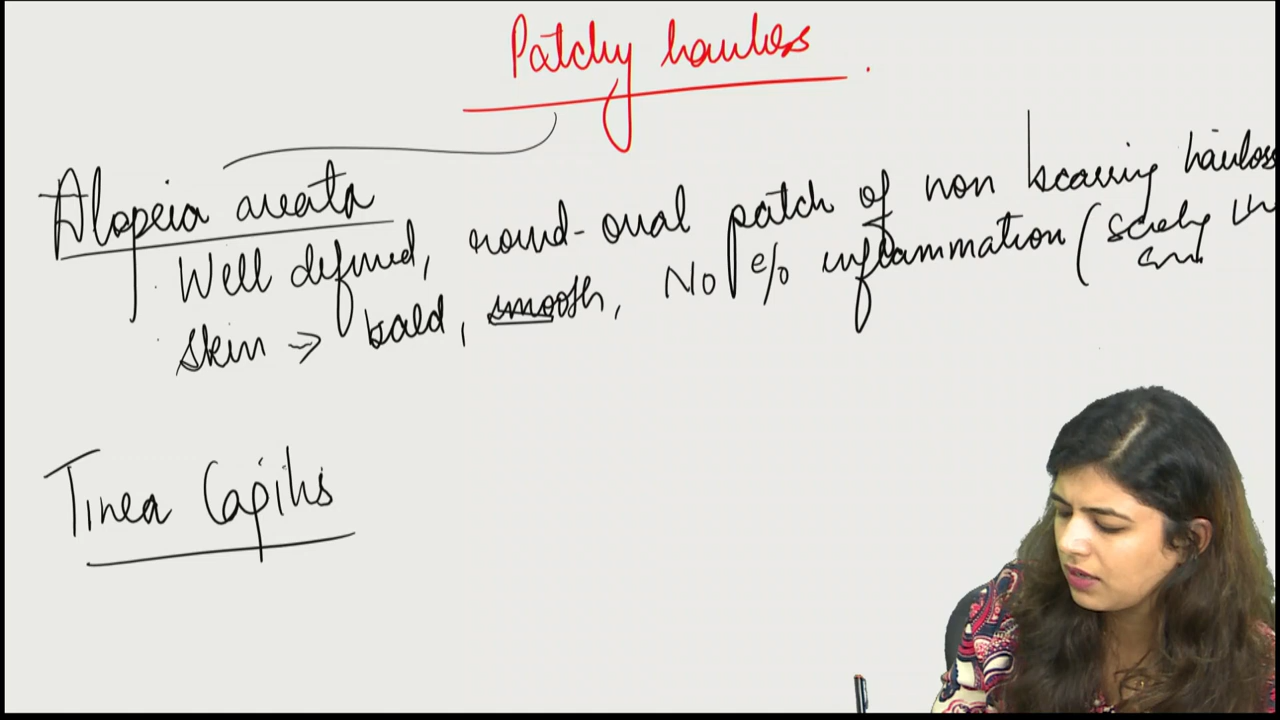 Patchy hairloss
Alopecia areata
Well defined, round-oval patch of non scarring hairloss
Skin → bald, smooth, No e/o inflammation (
Tinea Capitis